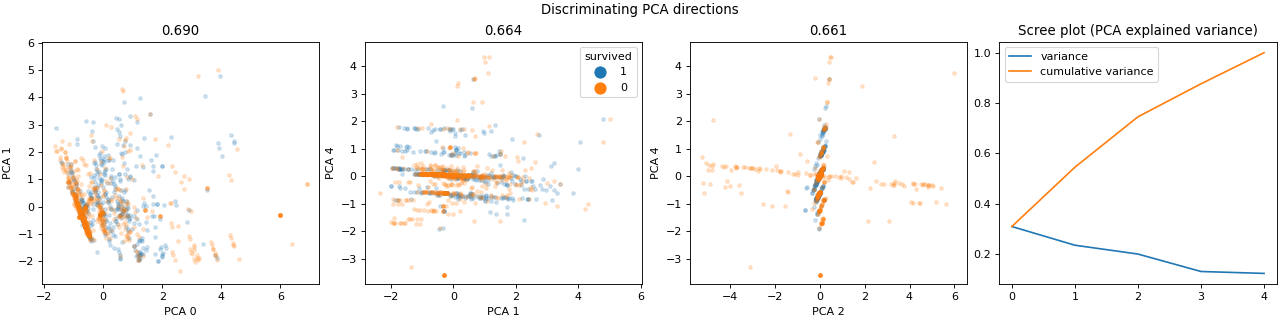 Discriminating PCA directions
0.690
6
5
4
3
2
1
0
−1
−2
PCA 1
−2 0 2 4 6
PCA 0
0.664
survived
1
0
4
3
2
1
0
−1
−2
−3
PCA 4
−2 0 2 4 6
PCA 1
0.661
4
3
2
1
0
−1
−2
−3
PCA 4
−4 −2 0 2 4 6
PCA 2
Scree plot (PCA explained variance)
variance
cumulative variance
1.0
0.8
0.6
0.4
0.2
0 1 2 3 4